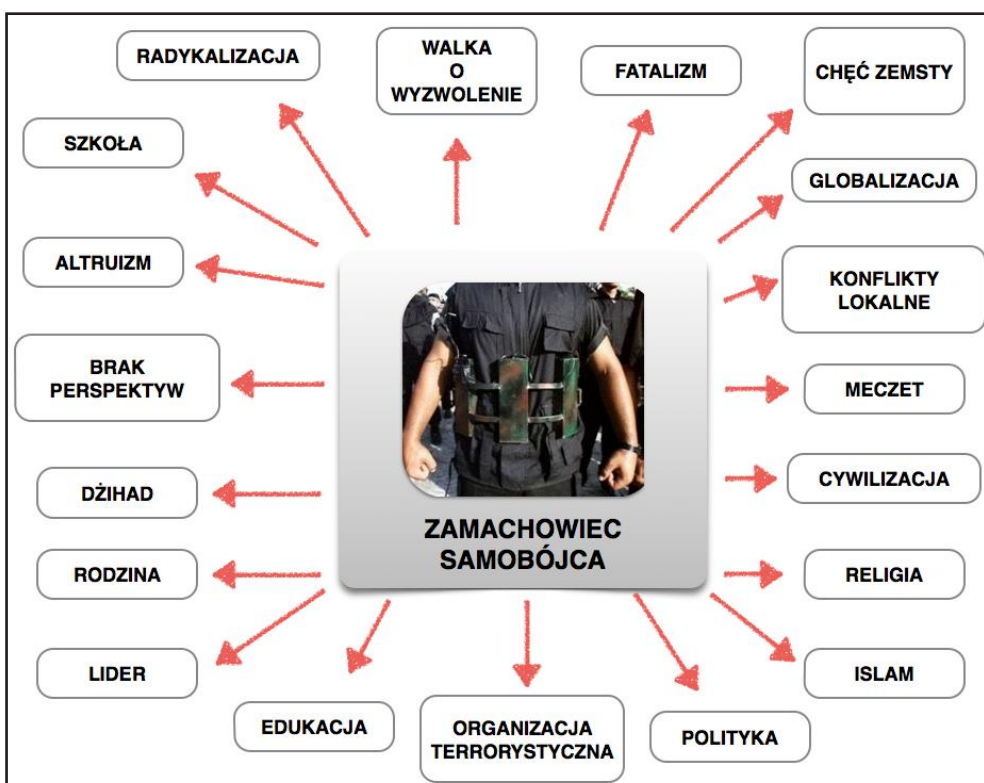 RADYKALIZACJA
WALKA
O
WYZWOLENIE
FATALIZM
CHĘĆ ZEMSTY
SZKOŁA
GLOBALIZACJA
ALTRUIZM
KONFLIKTY
LOKALNE
BRAK
PERSPEKTYW
MECZET
DŻIHAD
CYWILIZACJA
ZAMACHOWIEC
SAMOBÓJCA
RODZINA
RELIGIA
LIDER
ISLAM
EDUKACJA
ORGANIZACJA
TERRORYSTYCZNA
POLITYKA